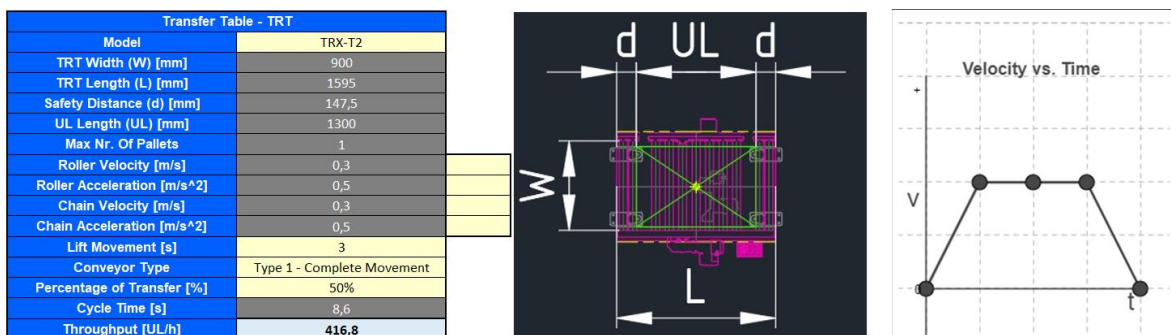 Transfer Table - TRT
Model TRX-T2
TRT Width (W) [mm] 900
TRT Length (L) [mm] 1595
Safety Distance (d) [mm] 147,5
UL Length (UL) [mm] 1300
Max Nr. Of Pallets 1
Roller Velocity [m/s] 0,3
Roller Acceleration [m/s^2] 0,5
Chain Velocity [m/s] 0,3
Chain Acceleration [m/s^2] 0,5
Lift Movement [s] 3
Conveyor Type Type 1 - Complete Movement
Percentage of Transfer [%] 50%
Cycle Time [s] 8,6
Throughput [UL/h] 416,8
d UL d
W
L
Velocity vs. Time
+
V
0
t